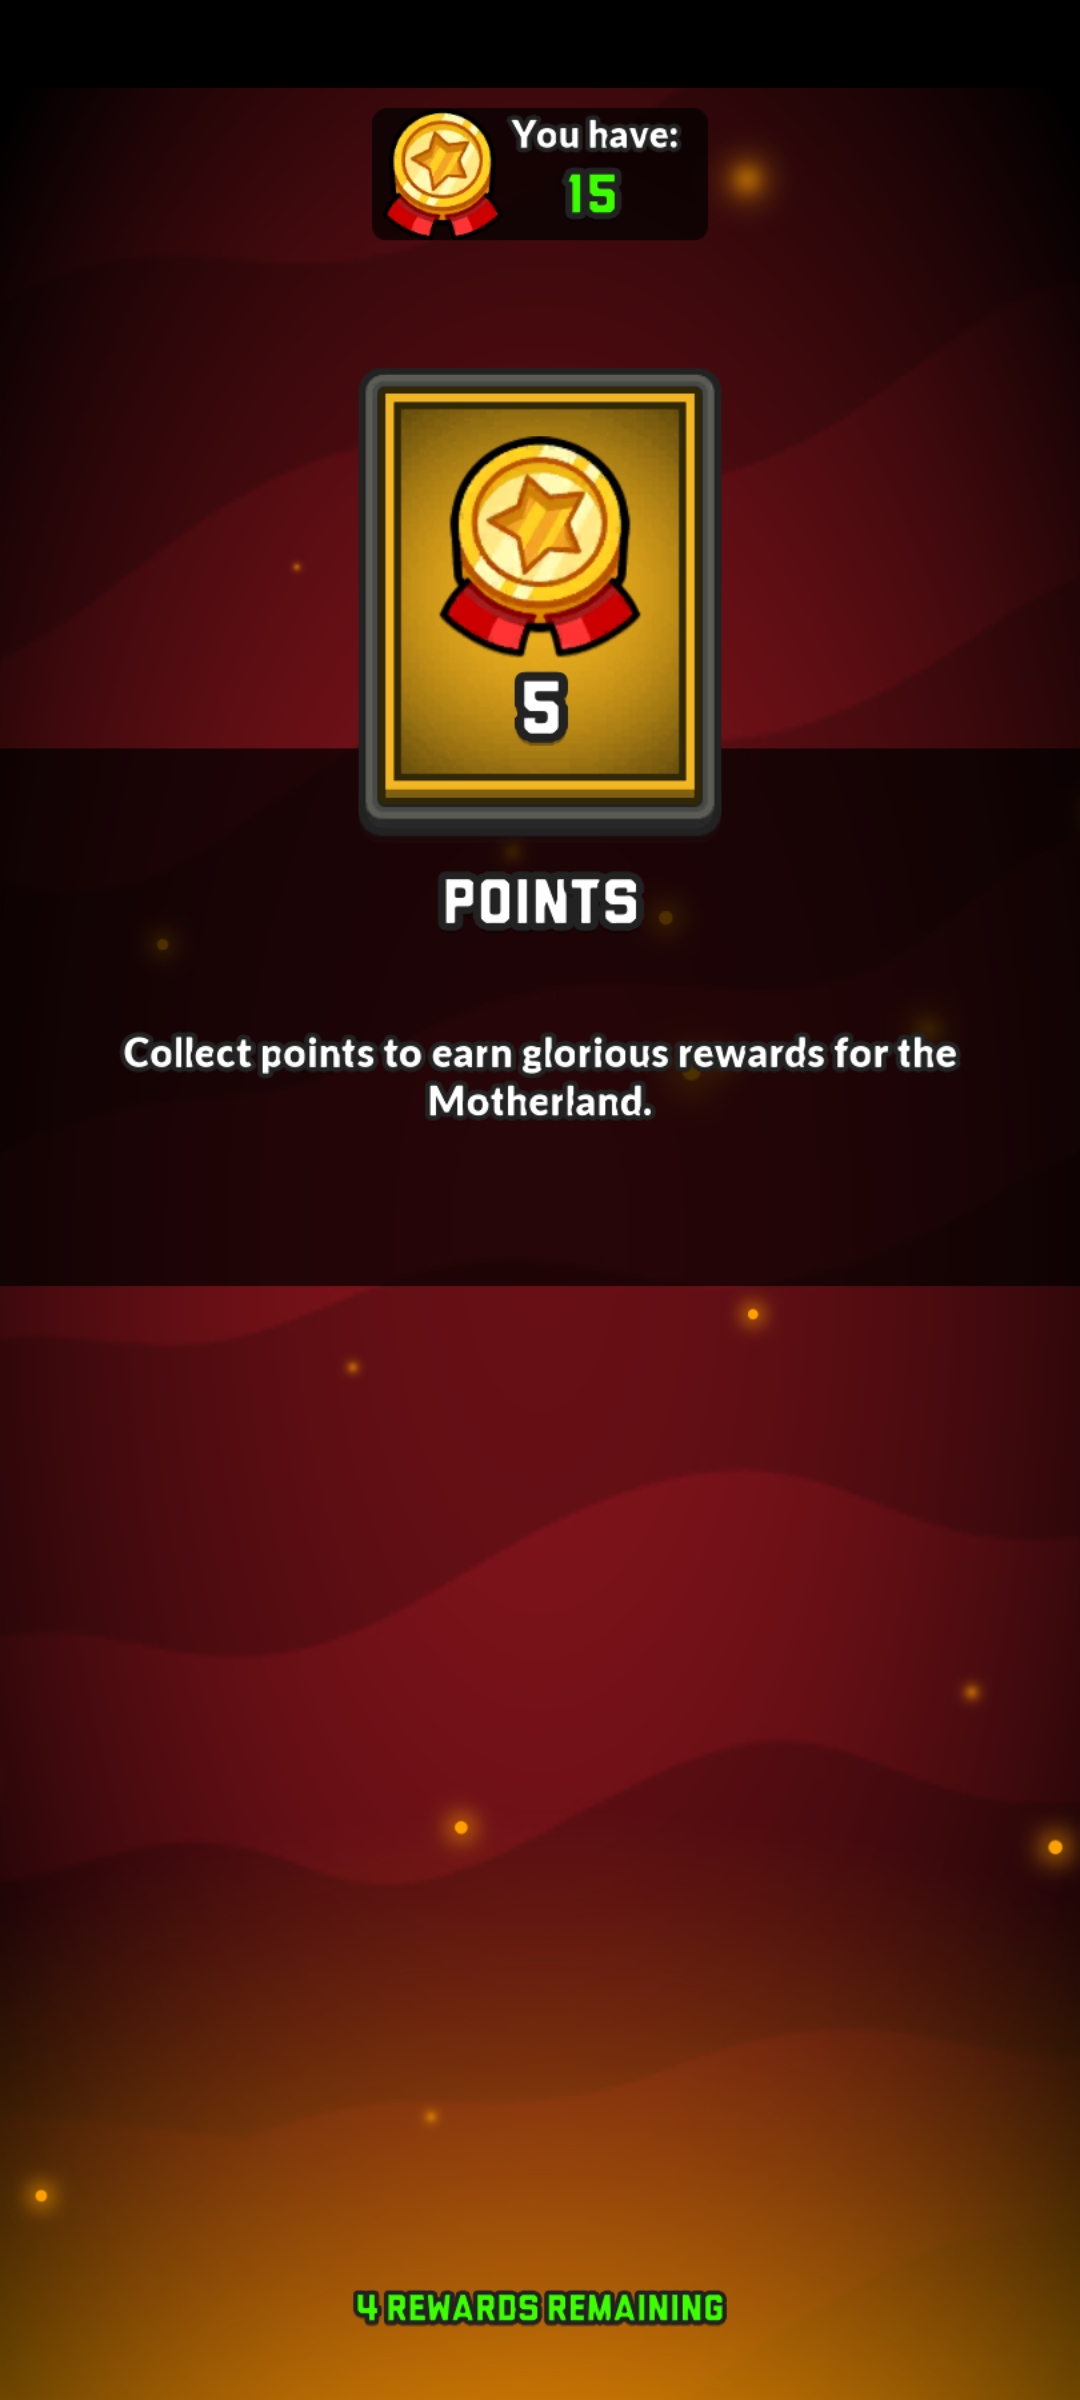 You have:
15
5
POINTS
Collect points to earn glorious rewards for the
Motherland.
4 REWARDS REMAINING